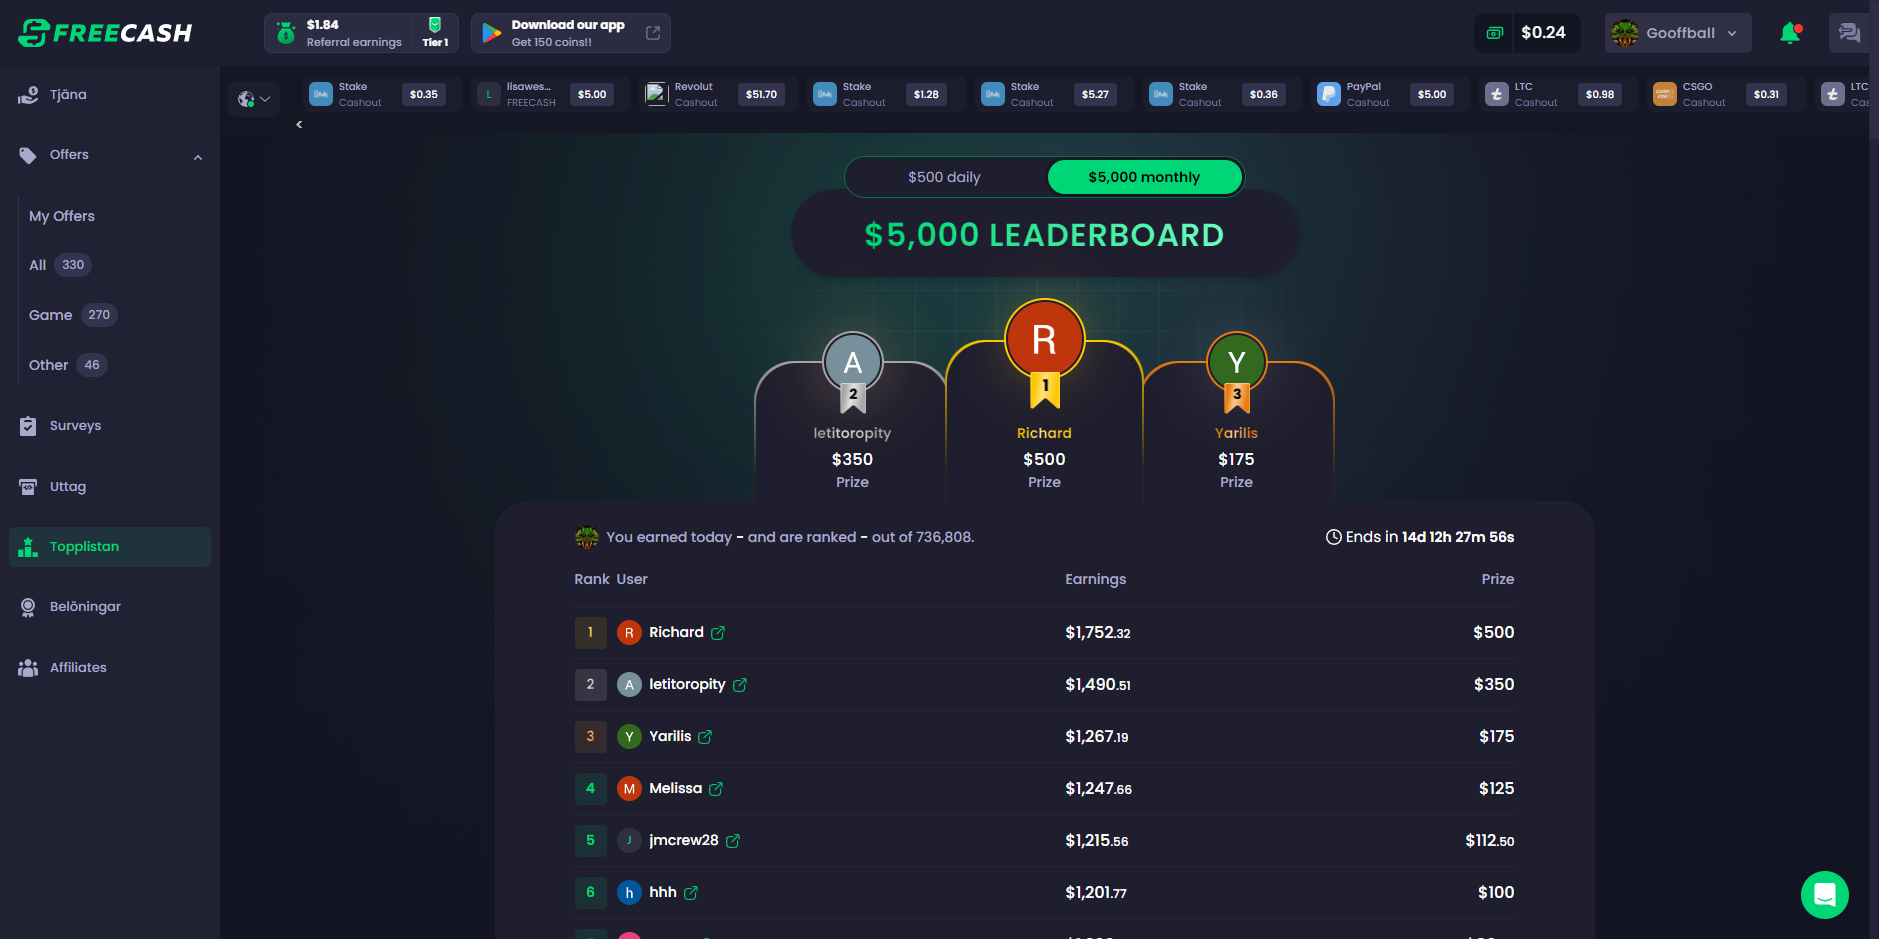 FREECASH
$1.84
Referral earnings
Tier 1
Download our app
Get 150 coins!!
$0.24
Gooffball
Stake
Cashout
$0.35
lisawes...
FREECASH
$5.00
Revolut
Cashout
$51.70
Stake
Cashout
$1.28
Stake
Cashout
$5.27
Stake
Cashout
$0.36
PayPal
Cashout
$5.00
LTC
Cashout
$0.98
CSGO
Cashout
$0.31
LTC
Cas
Tjäna
Offers
My Offers
All 330
Game 270
Other 46
Surveys
Uttag
Topplistan
Belöningar
Affiliates
$500 daily
$5,000 monthly
$5,000 LEADERBOARD
A
2
letitoropity
$350
Prize
R
1
Richard
$500
Prize
Y
3
Yarilis
$175
Prize
You earned today - and are ranked - out of 736,808.
Ends in 14d 12h 27m 56s
Rank User Earnings Prize
1 R Richard $1,752.32 $500
2 A letitoropity $1,490.51 $350
3 Y Yarilis $1,267.19 $175
4 M Melissa $1,247.66 $125
5 J jmcrew28 $1,215.56 $112.50
6 h hhh $1,201.77 $100